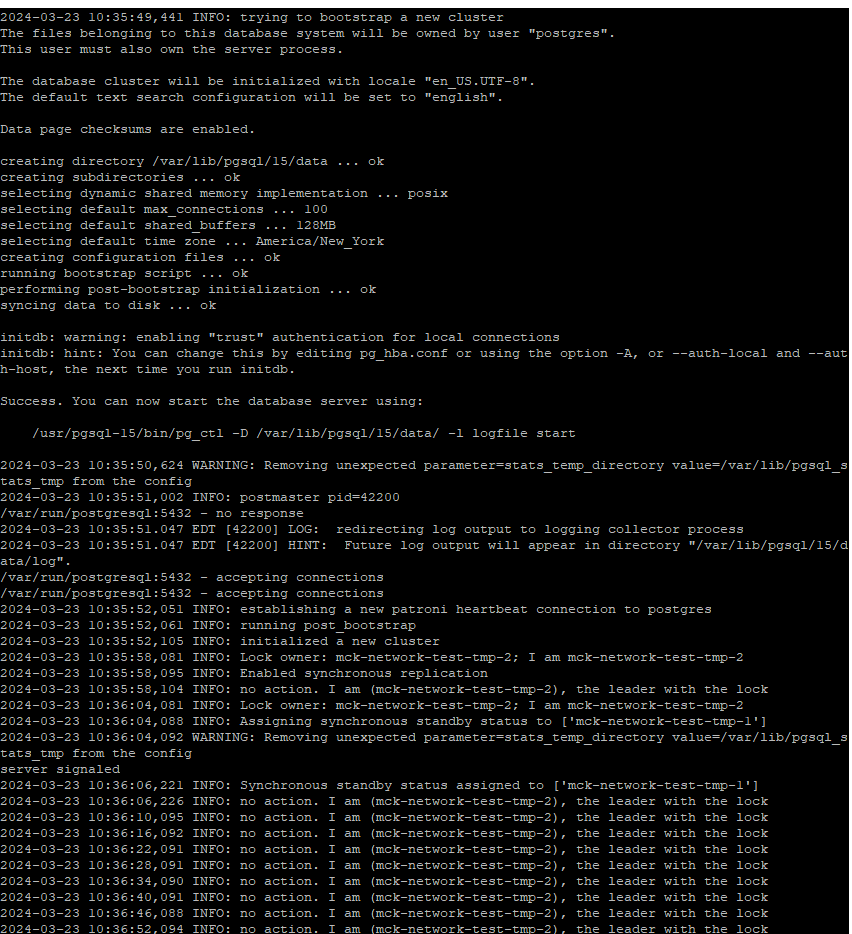 2024-03-23 10:35:49,441 INFO: trying to bootstrap a new cluster
The files belonging to this database system will be owned by user "postgres".
This user must also own the server process.
The database cluster will be initialized with locale "en_US.UTF-8".
The default text search configuration will be set to "english".
Data page checksums are enabled.
creating directory /var/lib/pgsql/15/data ... ok
creating subdirectories ... ok
selecting dynamic shared memory implementation ... posix
selecting default max_connections ... 100
selecting default shared_buffers ... 128MB
selecting default time zone ... America/New_York
creating configuration files ... ok
running bootstrap script ... ok
performing post-bootstrap initialization ... ok
syncing data to disk ... ok
initdb: warning: enabling "trust" authentication for local connections
initdb: hint: You can change this by editing pg_hba.conf or using the option -A, or --auth-local and --aut
h-host, the next time you run initdb.
Success. You can now start the database server using:
/usr/pgsql-15/bin/pg_ctl -D /var/lib/pgsql/15/data/ -l logfile start
2024-03-23 10:35:50,624 WARNING: Removing unexpected parameter=stats_temp_directory value=/var/lib/pgsql_s
tats_tmp from the config
2024-03-23 10:35:51,002 INFO: postmaster pid=42200
/var/run/postgresql:5432 - no response
2024-03-23 10:35:51.047 EDT [42200] LOG:  redirecting log output to logging collector process
2024-03-23 10:35:51.047 EDT [42200] HINT:  Future log output will appear in directory "/var/lib/pgsql/15/d
ata/log".
/var/run/postgresql:5432 - accepting connections
/var/run/postgresql:5432 - accepting connections
2024-03-23 10:35:52,051 INFO: establishing a new patroni heartbeat connection to postgres
2024-03-23 10:35:52,061 INFO: running post_bootstrap
2024-03-23 10:35:52,105 INFO: initialized a new cluster
2024-03-23 10:35:58,081 INFO: Lock owner: mck-network-test-tmp-2; I am mck-network-test-tmp-2
2024-03-23 10:35:58,095 INFO: Enabled synchronous replication
2024-03-23 10:35:58,104 INFO: no action. I am (mck-network-test-tmp-2), the leader with the lock
2024-03-23 10:36:04,081 INFO: Lock owner: mck-network-test-tmp-2; I am mck-network-test-tmp-2
2024-03-23 10:36:04,088 INFO: Assigning synchronous standby status to ['mck-network-test-tmp-1']
2024-03-23 10:36:04,092 WARNING: Removing unexpected parameter=stats_temp_directory value=/var/lib/pgsql_s
tats_tmp from the config
server signaled
2024-03-23 10:36:06,221 INFO: Synchronous standby status assigned to ['mck-network-test-tmp-1']
2024-03-23 10:36:06,226 INFO: no action. I am (mck-network-test-tmp-2), the leader with the lock
2024-03-23 10:36:10,095 INFO: no action. I am (mck-network-test-tmp-2), the leader with the lock
2024-03-23 10:36:16,092 INFO: no action. I am (mck-network-test-tmp-2), the leader with the lock
2024-03-23 10:36:22,091 INFO: no action. I am (mck-network-test-tmp-2), the leader with the lock
2024-03-23 10:36:28,091 INFO: no action. I am (mck-network-test-tmp-2), the leader with the lock
2024-03-23 10:36:34,090 INFO: no action. I am (mck-network-test-tmp-2), the leader with the lock
2024-03-23 10:36:40,091 INFO: no action. I am (mck-network-test-tmp-2), the leader with the lock
2024-03-23 10:36:46,088 INFO: no action. I am (mck-network-test-tmp-2), the leader with the lock
2024-03-23 10:36:52,094 INFO: no action. I am (mck-network-test-tmp-2), the leader with the lock